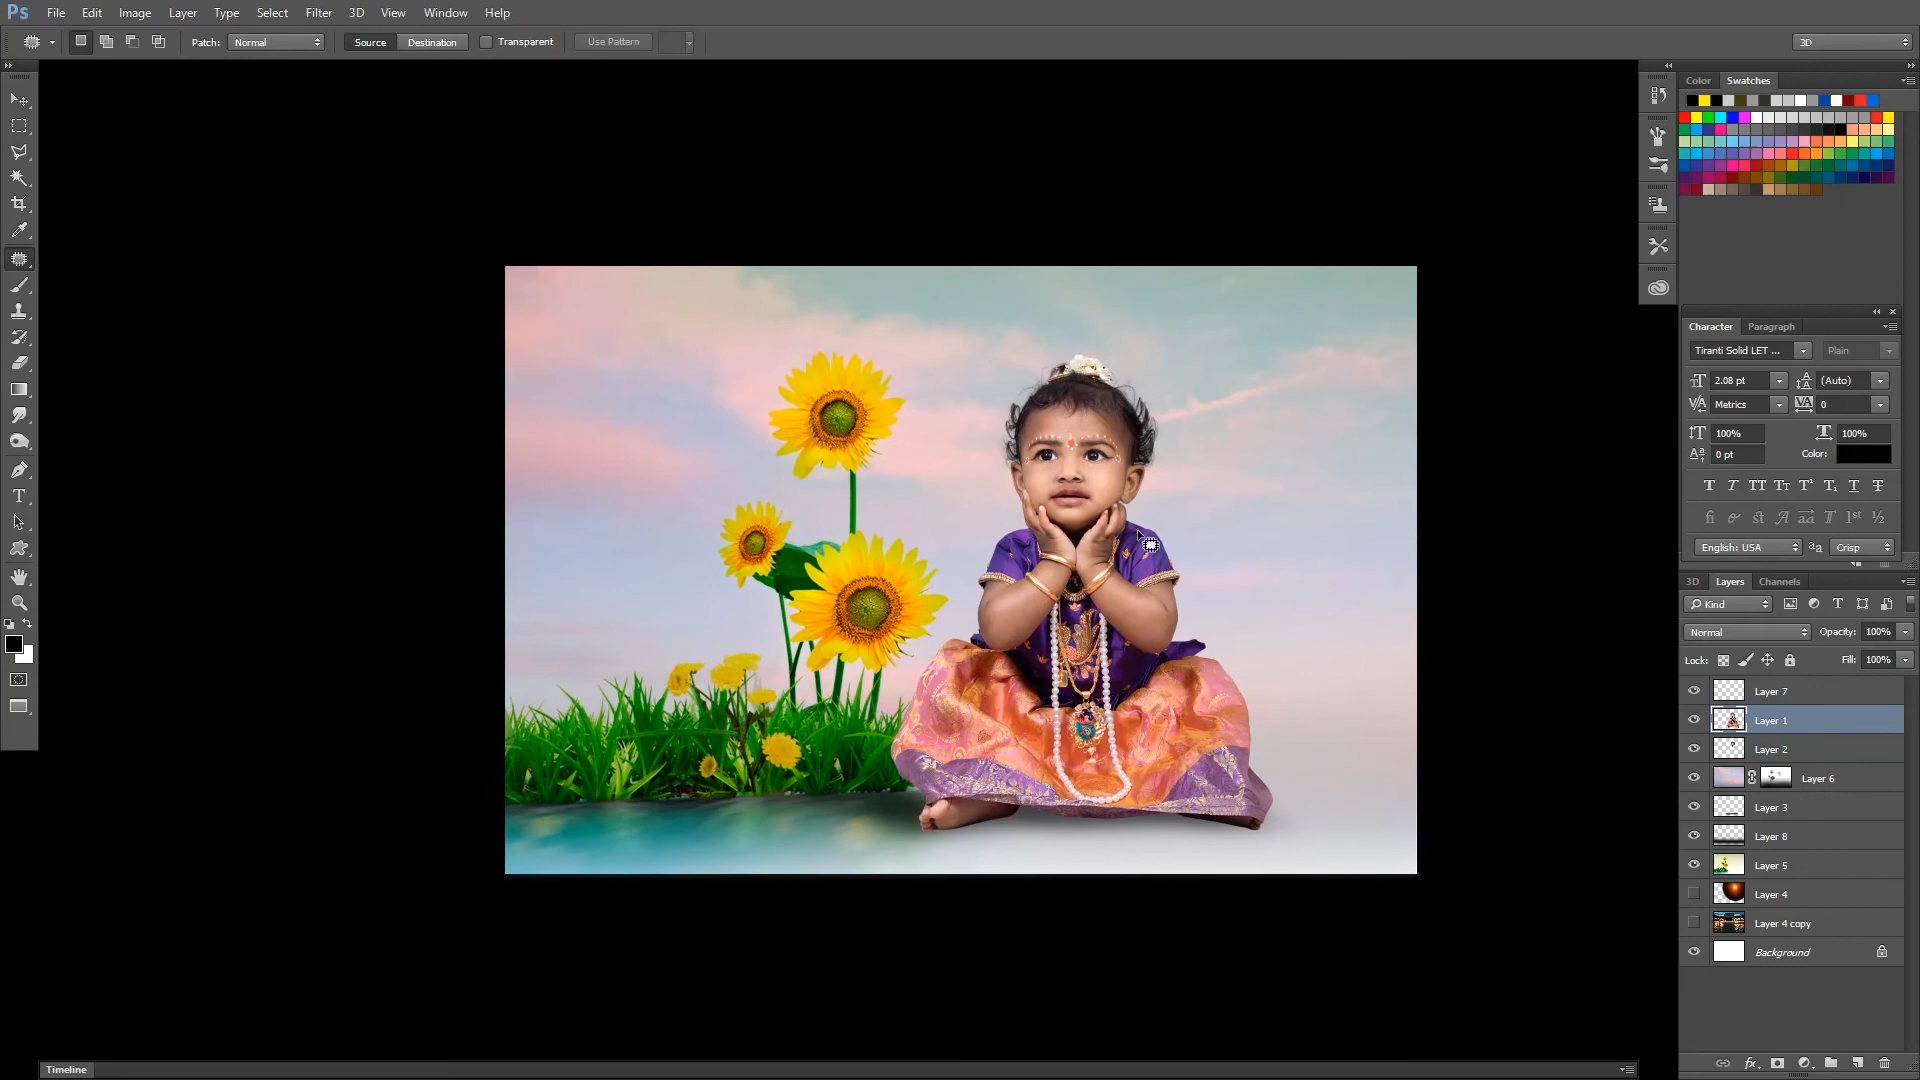 Ps File Edit Image Layer Type Select Filter 3D View Window Help
Patch: Normal Source Destination Transparent Use Pattern 3D
Color Swatches
Character Paragraph
Tiranti Solid LET ... Plain
2.08 pt (Auto)
Metrics 0
100% 100%
0 pt Color:
English: USA Crisp
3D Layers Channels
Kind
Normal Opacity: 100%
Lock: Fill: 100%
Layer 7
Layer 1
Layer 2
Layer 6
Layer 3
Layer 8
Layer 5
Layer 4
Layer 4 copy
Background
Timeline